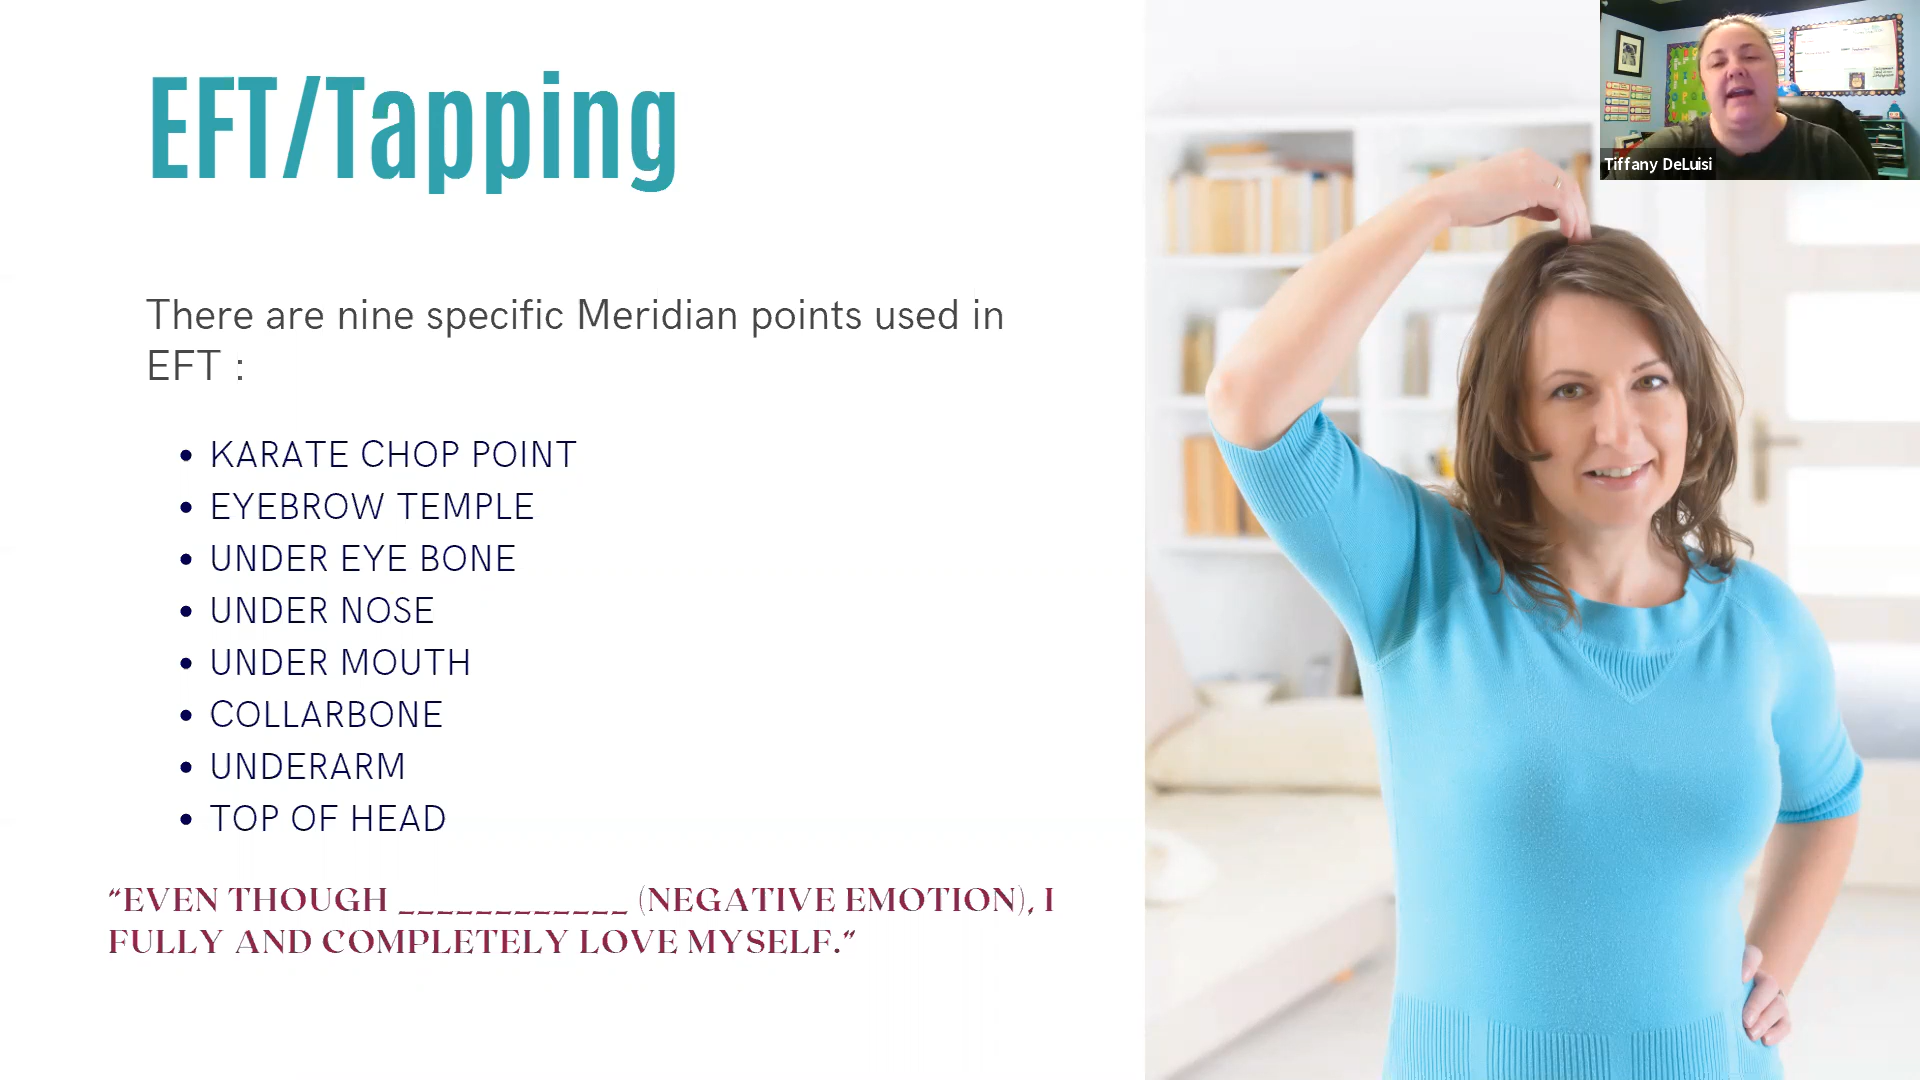 EFT/Tapping
There are nine specific Meridian points used in
EFT :
• KARATE CHOP POINT
• EYEBROW TEMPLE
• UNDER EYE BONE
• UNDER NOSE
• UNDER MOUTH
• COLLARBONE
• UNDERARM
• TOP OF HEAD
"EVEN THOUGH ____________ (NEGATIVE EMOTION), I
FULLY AND COMPLETELY LOVE MYSELF."
Tiffany DeLuisi